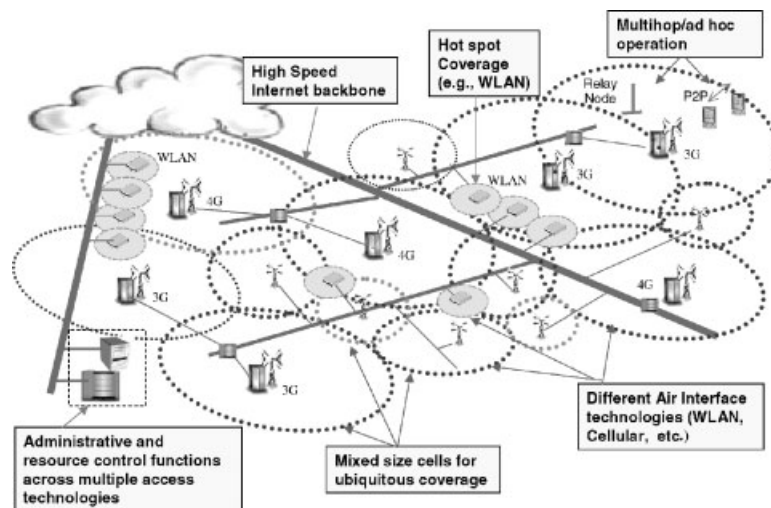 Multihop/ad hoc
operation
Hot spot
Coverage
(e.g., WLAN)
High Speed
Internet backbone
Relay
Node
P2P
3G
WLAN
WLAN
3G
4G
4G
3G
4G
3G
Different Air Interface
technologies (WLAN,
Cellular, etc.)
Administrative and
resource control functions
across multiple access
technologies
Mixed size cells for
ubiquitous coverage